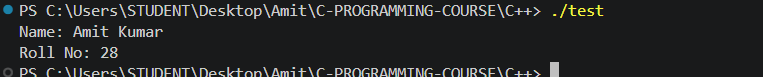 PS C:\Users\STUDENT\Desktop\Amit\C-PROGRAMMING-COURSE\C++> ./test
Name: Amit Kumar
Roll No: 28
PS C:\Users\STUDENT\Desktop\Amit\C-PROGRAMMING-COURSE\C++>